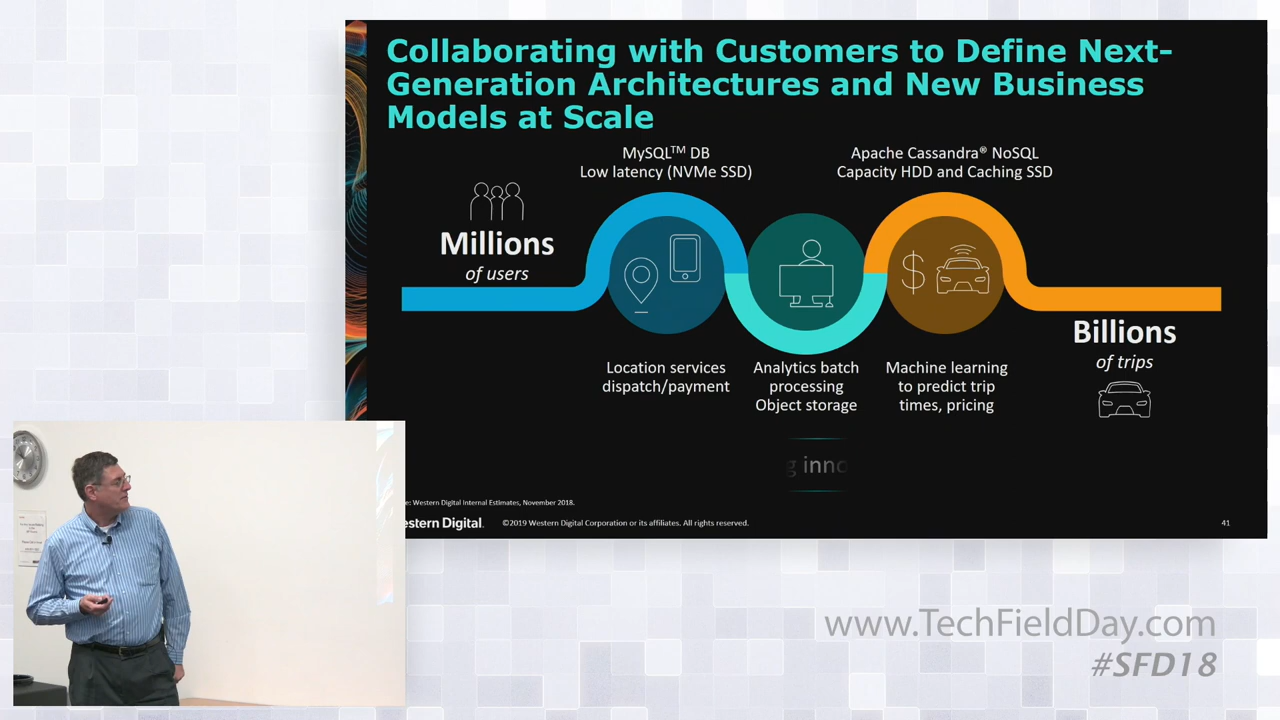 Collaborating with Customers to Define Next-
Generation Architectures and New Business
Models at Scale
MySQL™ DB
Low latency (NVMe SSD)
Apache Cassandra® NoSQL
Capacity HDD and Caching SSD
Millions
of users
Location services
dispatch/payment
Analytics batch
processing
Object storage
Machine learning
to predict trip
times, pricing
Billions
of trips
Western Digital Internal Estimates, November 2018.
©2019 Western Digital Corporation or its affiliates. All rights reserved.
41
www.TechFieldDay.com
#SFD18